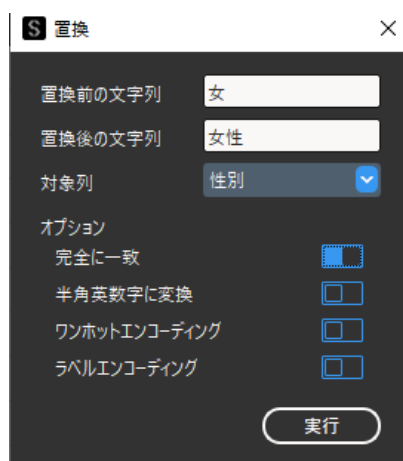 S 置換
置換前の文字列 女
置換後の文字列 女性
対象列 性別
オプション
完全に一致
半角英数字に変換
ワンホットエンコーディング
ラベルエンコーディング
実行